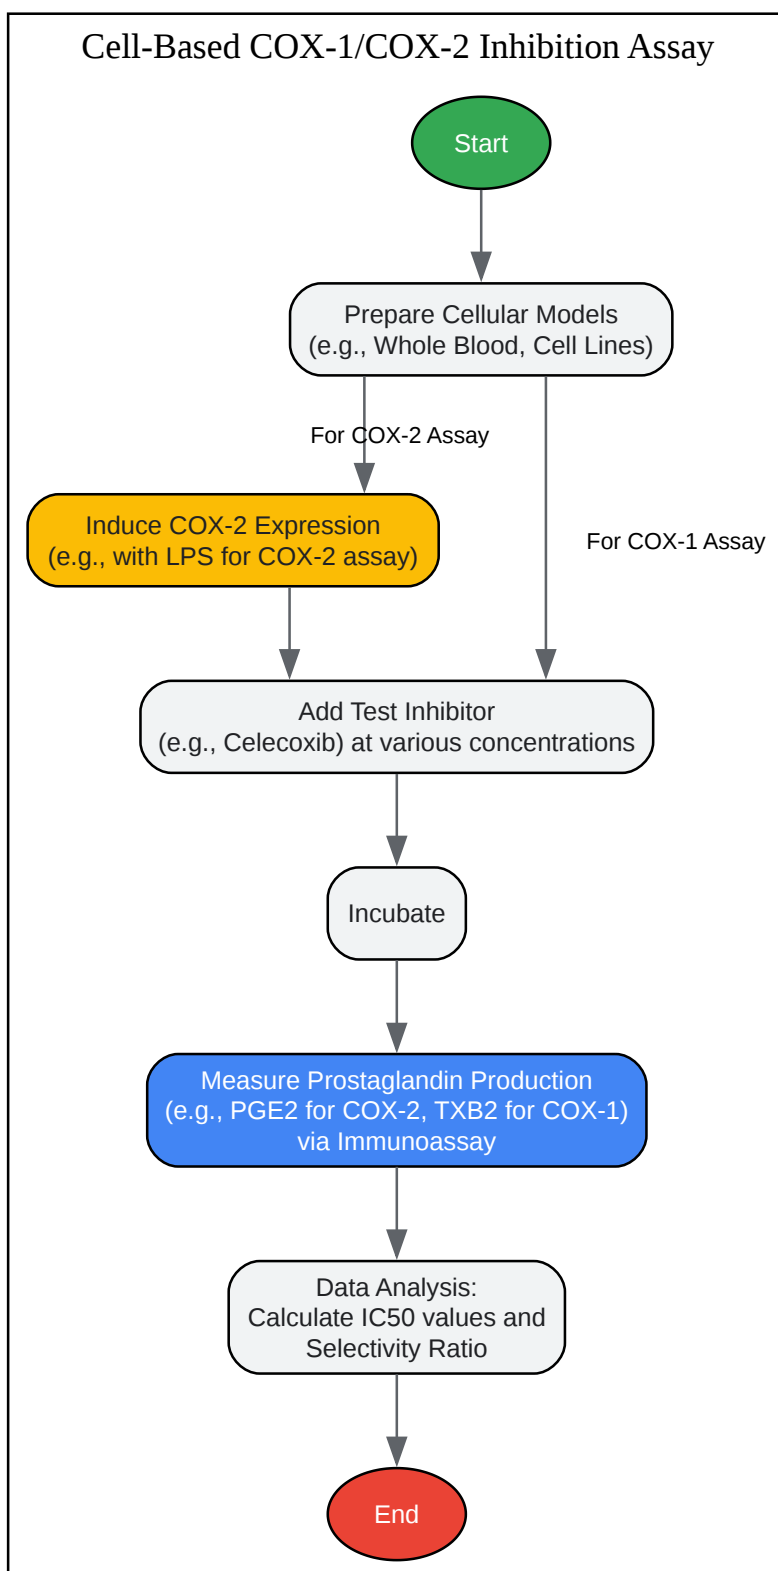 Cell-Based COX-1/COX-2 Inhibition Assay
Start
Prepare Cellular Models
(e.g., Whole Blood, Cell Lines)
For COX-2 Assay
Induce COX-2 Expression
(e.g., with LPS for COX-2 assay)
For COX-1 Assay
Add Test Inhibitor
(e.g., Celecoxib) at various concentrations
Incubate
Measure Prostaglandin Production
(e.g., PGE2 for COX-2, TXB2 for COX-1)
via Immunoassay
Data Analysis:
Calculate IC50 values and
Selectivity Ratio
End